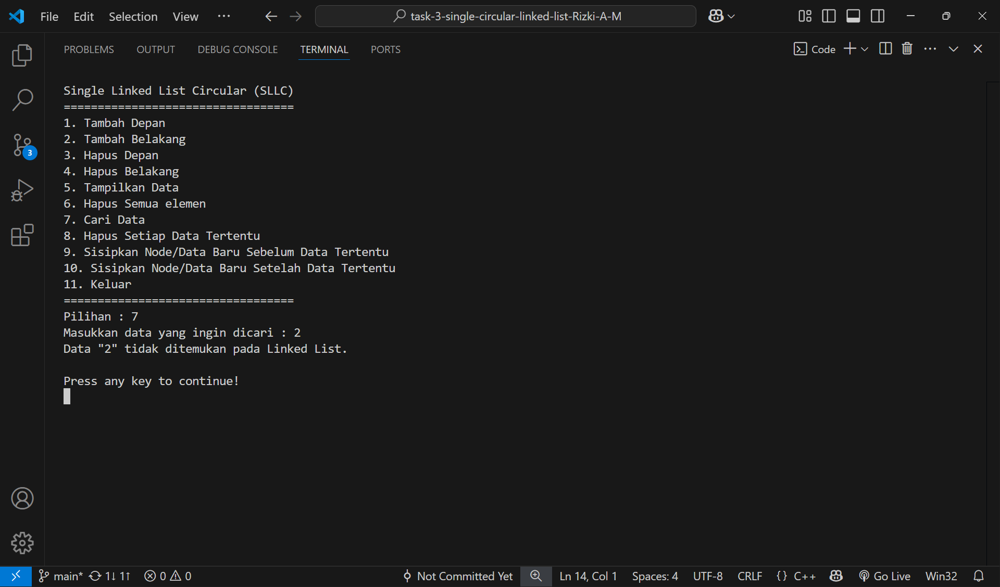 File Edit Selection View ··· task-3-single-circular-linked-list-Rizki-A-M
PROBLEMS OUTPUT DEBUG CONSOLE TERMINAL PORTS Code
Single Linked List Circular (SLLC)
==================================
1. Tambah Depan
2. Tambah Belakang
3. Hapus Depan
4. Hapus Belakang
5. Tampilkan Data
6. Hapus Semua elemen
7. Cari Data
8. Hapus Setiap Data Tertentu
9. Sisipkan Node/Data Baru Sebelum Data Tertentu
10. Sisipkan Node/Data Baru Setelah Data Tertentu
11. Keluar
==================================
Pilihan : 7
Masukkan data yang ingin dicari : 2
Data "2" tidak ditemukan pada Linked List.
Press any key to continue!
3
main* 1↓ 1↑ 0 0 Not Committed Yet Ln 14, Col 1 Spaces: 4 UTF-8 CRLF {} C++ Go Live Win32